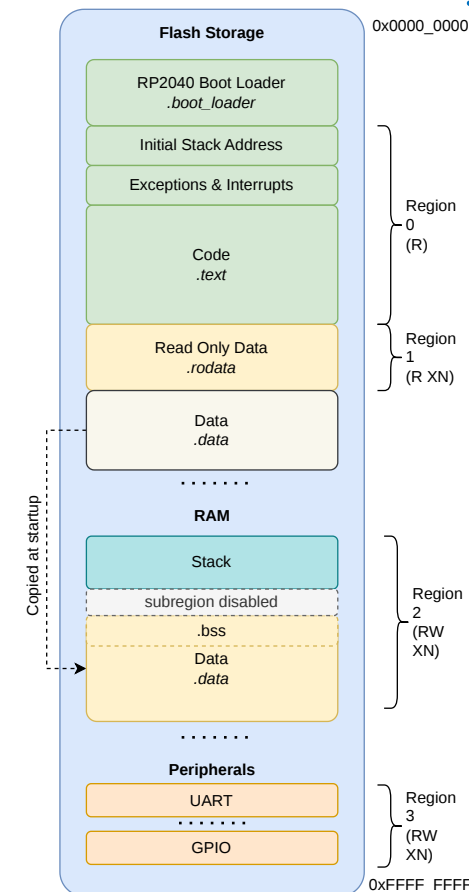 Flash Storage
0x0000_0000
RP2040 Boot Loader
.boot_loader
Initial Stack Address
Exceptions & Interrupts
Region
0
(R)
Code
.text
Region
1
(R XN)
Read Only Data
.rodata
Data
.data
. . . . . . .
Copied at startup
RAM
Stack
subregion disabled
.bss
Data
.data
Region
2
(RW
XN)
. . . . . . .
Peripherals
UART
. . . . . . .
GPIO
Region
3
(RW
XN)
0xFFFF_FFFF